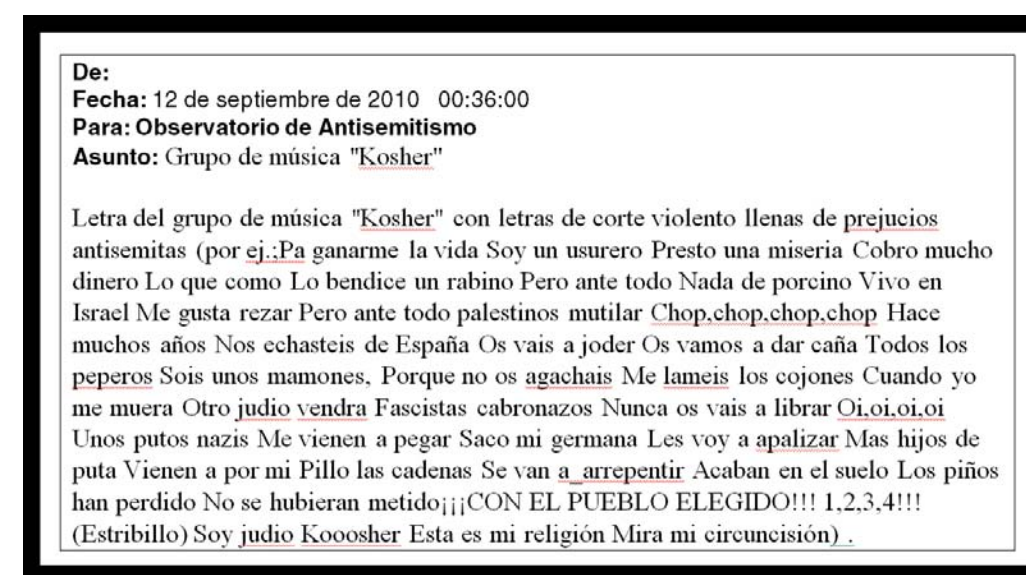 De:
Fecha: 12 de septiembre de 2010 00:36:00
Para: Observatorio de Antisemitismo
Asunto: Grupo de música "Kosher"
Letra del grupo de música "Kosher" con letras de corte violento llenas de prejucios
antisemitas (por ej.:Pa ganarme la vida Soy un usurero Presto una miseria Cobro mucho
dinero Lo que como Lo bendice un rabino Pero ante todo Nada de porcino Vivo en
Israel Me gusta rezar Pero ante todo palestinos mutilar Chop,chop,chop,chop Hace
muchos años Nos echasteis de España Os vais a joder Os vamos a dar caña Todos los
peperos Sois unos mamones, Porque no os agachais Me lameis los cojones Cuando yo
me muera Otro judio vendra Fascistas cabronazos Nunca os vais a librar Oi,oi,oi,oi
Unos putos nazis Me vienen a pegar Saco mi germana Les voy a apalizar Mas hijos de
puta Vienen a por mi Pillo las cadenas Se van a arrepentir Acaban en el suelo Los piños
han perdido No se hubieran metido¡¡¡CON EL PUEBLO ELEGIDO!!! 1,2,3,4!!!
(Estribillo) Soy judio Kooosher Esta es mi religión Mira mi circuncisión) .